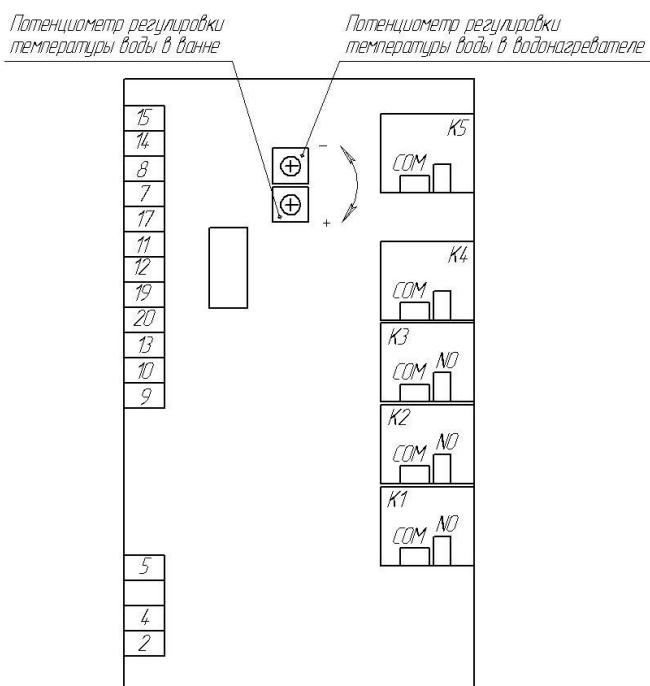 Потенциометр регулировки
температуры воды в ванне
Потенциометр регулировки
температуры воды в водонагревателе
15
14
8
7
17
11
12
19
20
13
10
9
5
4
2
−
+
K5
COM
K4
COM
K3
COM NO
K2
COM NO
K1
COM NO